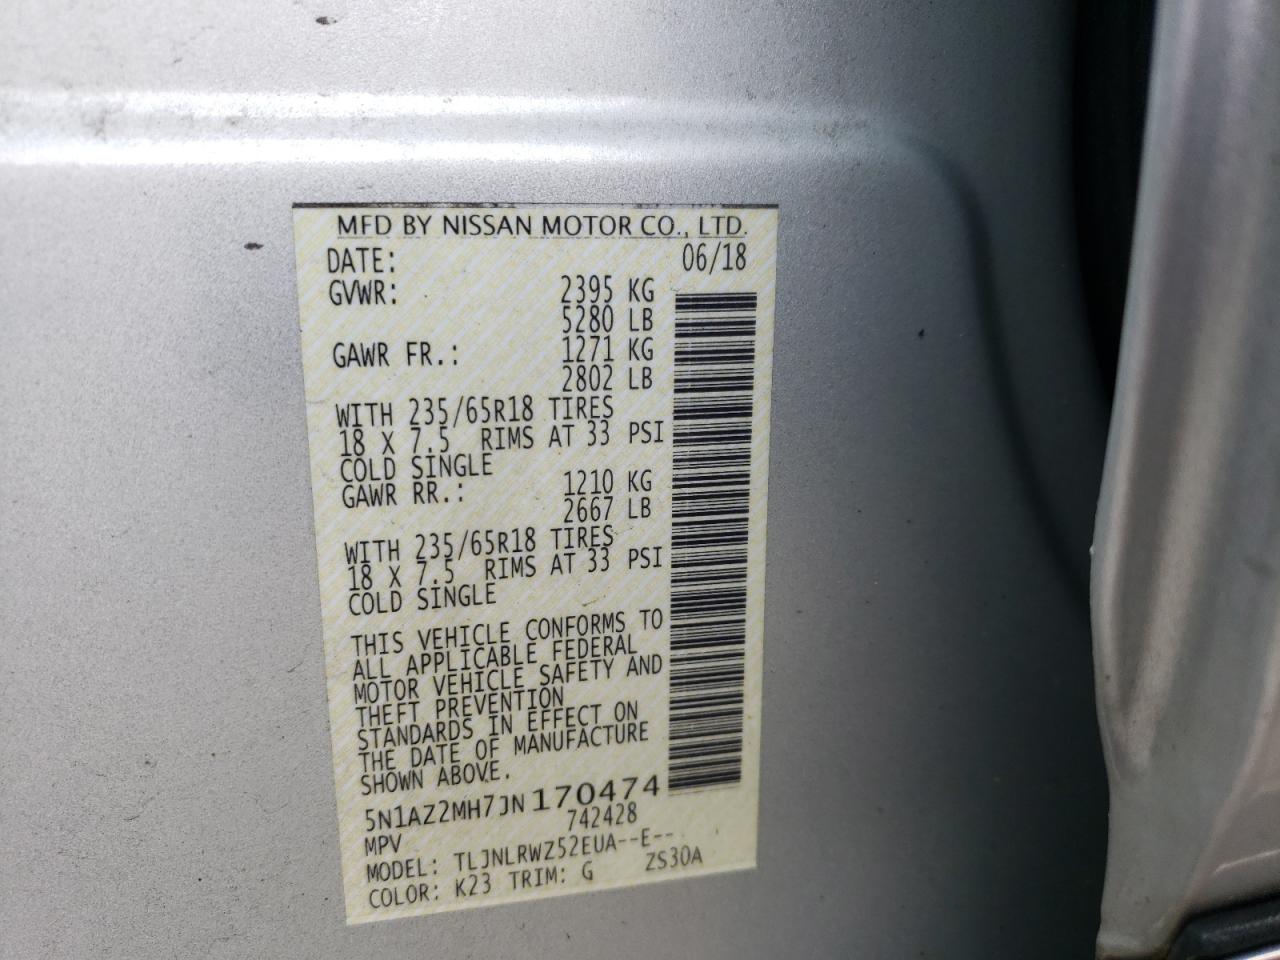 MFD BY NISSAN MOTOR CO., LTD.
DATE: 06/18
GVWR: 2395 KG
5280 LB
GAWR FR.: 1271 KG
2802 LB
WITH 235/65R18 TIRES
18 X 7.5 RIMS AT 33 PSI
COLD SINGLE
GAWR RR.: 1210 KG
2667 LB
WITH 235/65R18 TIRES
18 X 7.5 RIMS AT 33 PSI
COLD SINGLE
THIS VEHICLE CONFORMS TO
ALL APPLICABLE FEDERAL
MOTOR VEHICLE SAFETY AND
THEFT PREVENTION
STANDARDS IN EFFECT ON
THE DATE OF MANUFACTURE
SHOWN ABOVE.
5N1AZ2MH7JN170474
742428
MPV
MODEL: TLJNLRWZ52EUA--E--
COLOR: K23 TRIM: G ZS30A